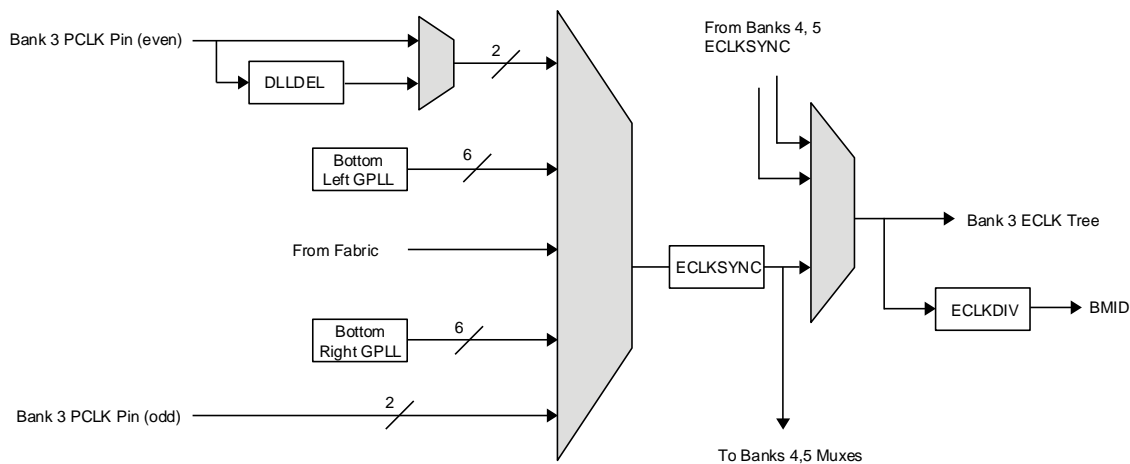 Bank 3 PCLK Pin (even)
DLLDEL
2
Bottom
Left GPLL
6
From Fabric
Bottom
Right GPLL
6
Bank 3 PCLK Pin (odd)
2
ECLKSYNC
From Banks 4, 5
ECLKSYNC
To Banks 4,5 Muxes
Bank 3 ECLK Tree
ECLKDIV
BMID